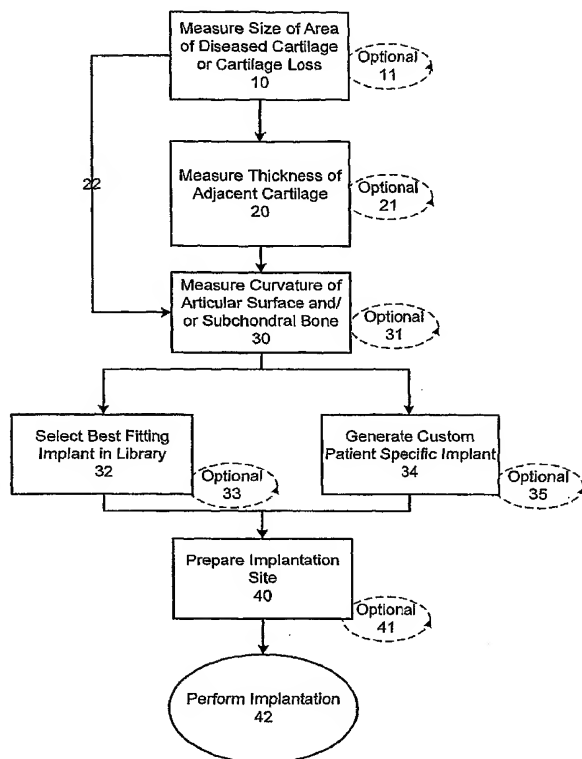 Measure Size of Area
of Diseased Cartilage
or Cartilage Loss
10
Optional
11
22
Measure Thickness of
Adjacent Cartilage
20
Optional
21
Measure Curvature of
Articular Surface and/
or Subchondral Bone
30
Optional
31
Select Best Fitting
Implant in Library
32
Optional
33
Generate Custom
Patient Specific Implant
34
Optional
35
Prepare Implantation
Site
40
Optional
41
Perform Implantation
42